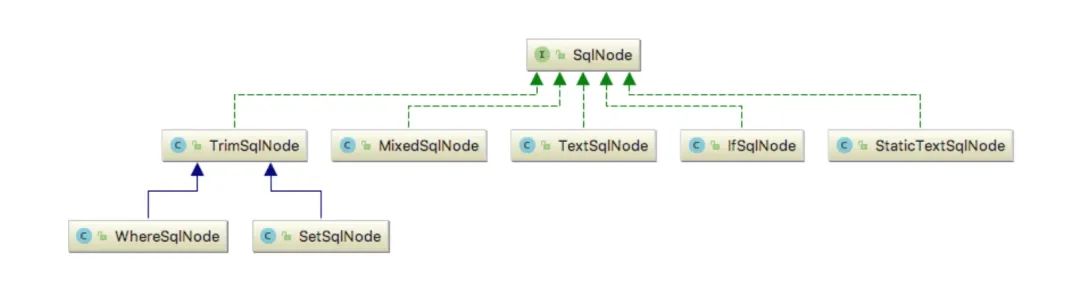 I SqlNode
C TrimSqlNode
C MixedSqlNode
C TextSqlNode
C IfSqlNode
C StaticTextSqlNode
C WhereSqlNode
C SetSqlNode